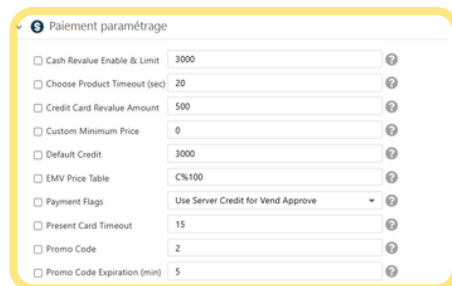 Paiement paramétrage
Cash Revalue Enable & Limit 3000
Choose Product Timeout (sec) 20
Credit Card Revalue Amount 500
Custom Minimum Price 0
Default Credit 3000
EMV Price Table C%100
Payment Flags Use Server Credit for Vend Approve
Present Card Timeout 15
Promo Code 2
Promo Code Expiration (min) 5